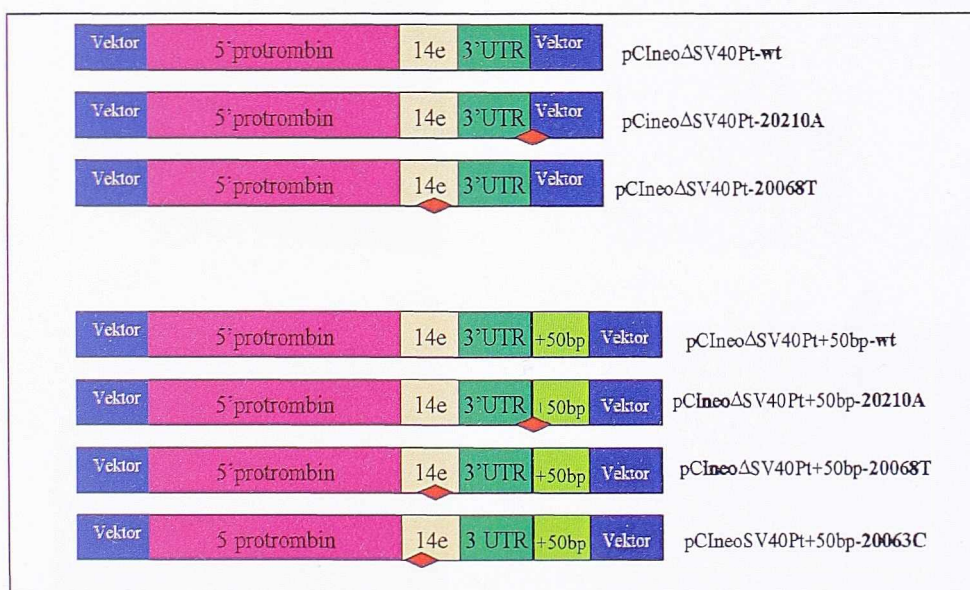 Vektor 5´protrombin 14e 3’UTR Vektor pCIneoΔSV40Pt-wt
Vektor 5´protrombin 14e 3’UTR Vektor pCineoΔSV40Pt-20210A
Vektor 5´protrombin 14e 3’UTR Vektor pCIneoΔSV40Pt-20068T
Vektor 5´protrombin 14e 3’UTR +50bp Vektor pCIneoΔSV40Pt+50bp-wt
Vektor 5´protrombin 14e 3’UTR +50bp Vektor pCIneoΔSV40Pt+50bp-20210A
Vektor 5´protrombin 14e 3’UTR +50bp Vektor pCIneoΔSV40Pt+50bp-20068T
Vektor 5 protrombin 14e 3 UTR +50bp Vektor pCIneoSV40Pt+50bp-20063C